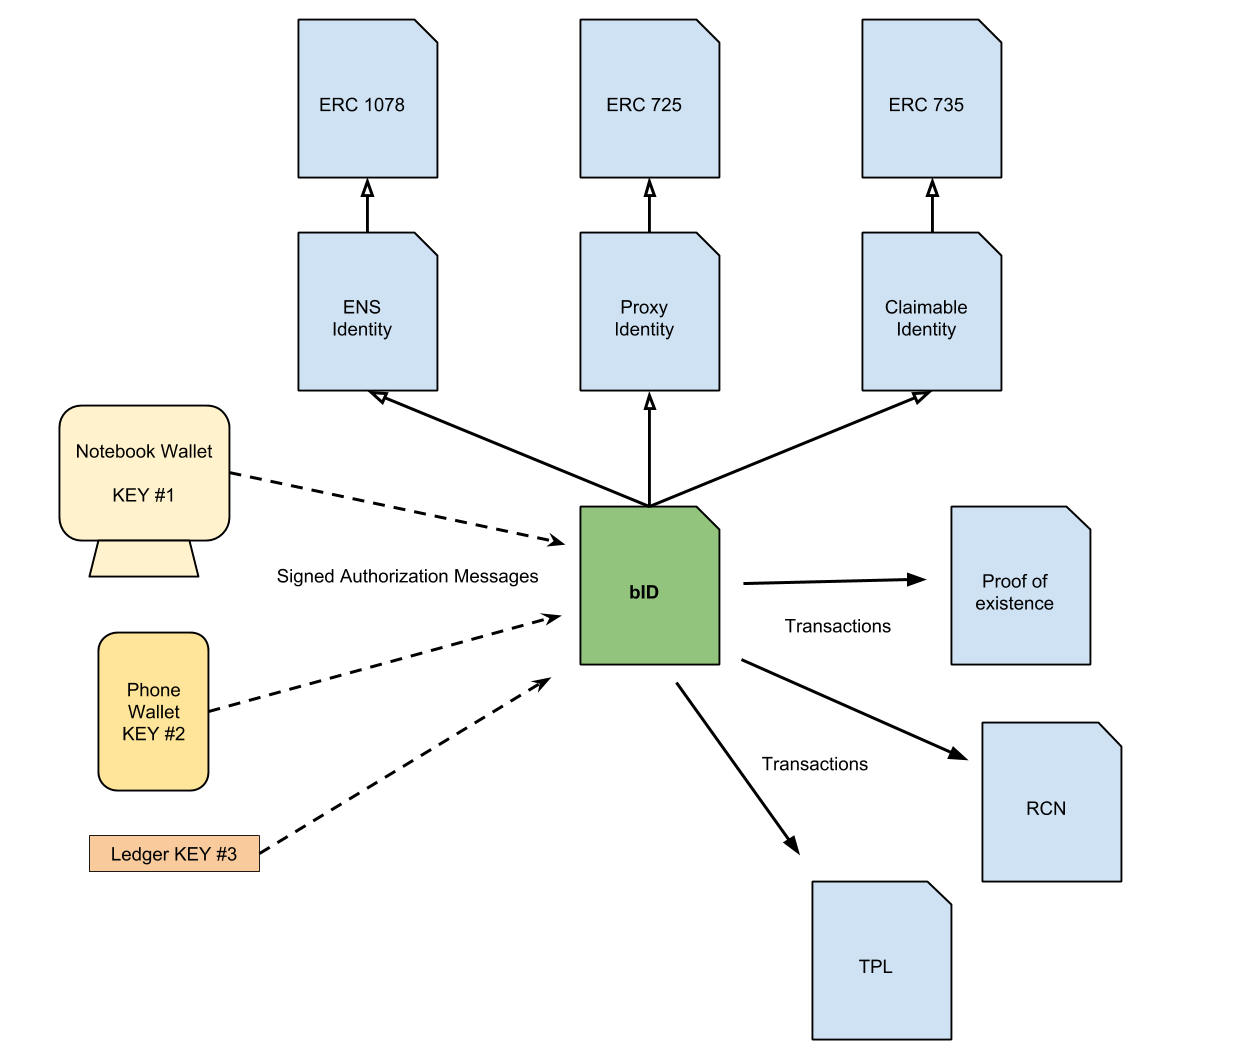 ERC 1078
ERC 725
ERC 735
ENS
Identity
Proxy
Identity
Claimable
Identity
Notebook Wallet
KEY #1
Signed Authorization Messages
bID
Proof of
existence
Transactions
Phone
Wallet
KEY #2
Transactions
RCN
Ledger KEY #3
TPL